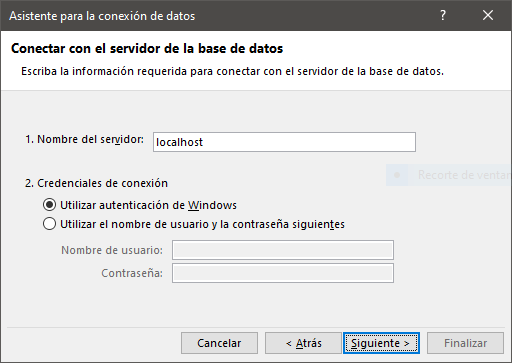 Asistente para la conexión de datos
Conectar con el servidor de la base de datos
Escriba la información requerida para conectar con el servidor de la base de datos.
1. Nombre del servidor: localhost
Recorte de ventan
2. Credenciales de conexión
Utilizar autenticación de Windows
Utilizar el nombre de usuario y la contraseña siguientes
Nombre de usuario:
Contraseña:
Cancelar < Atrás Siguiente > Finalizar